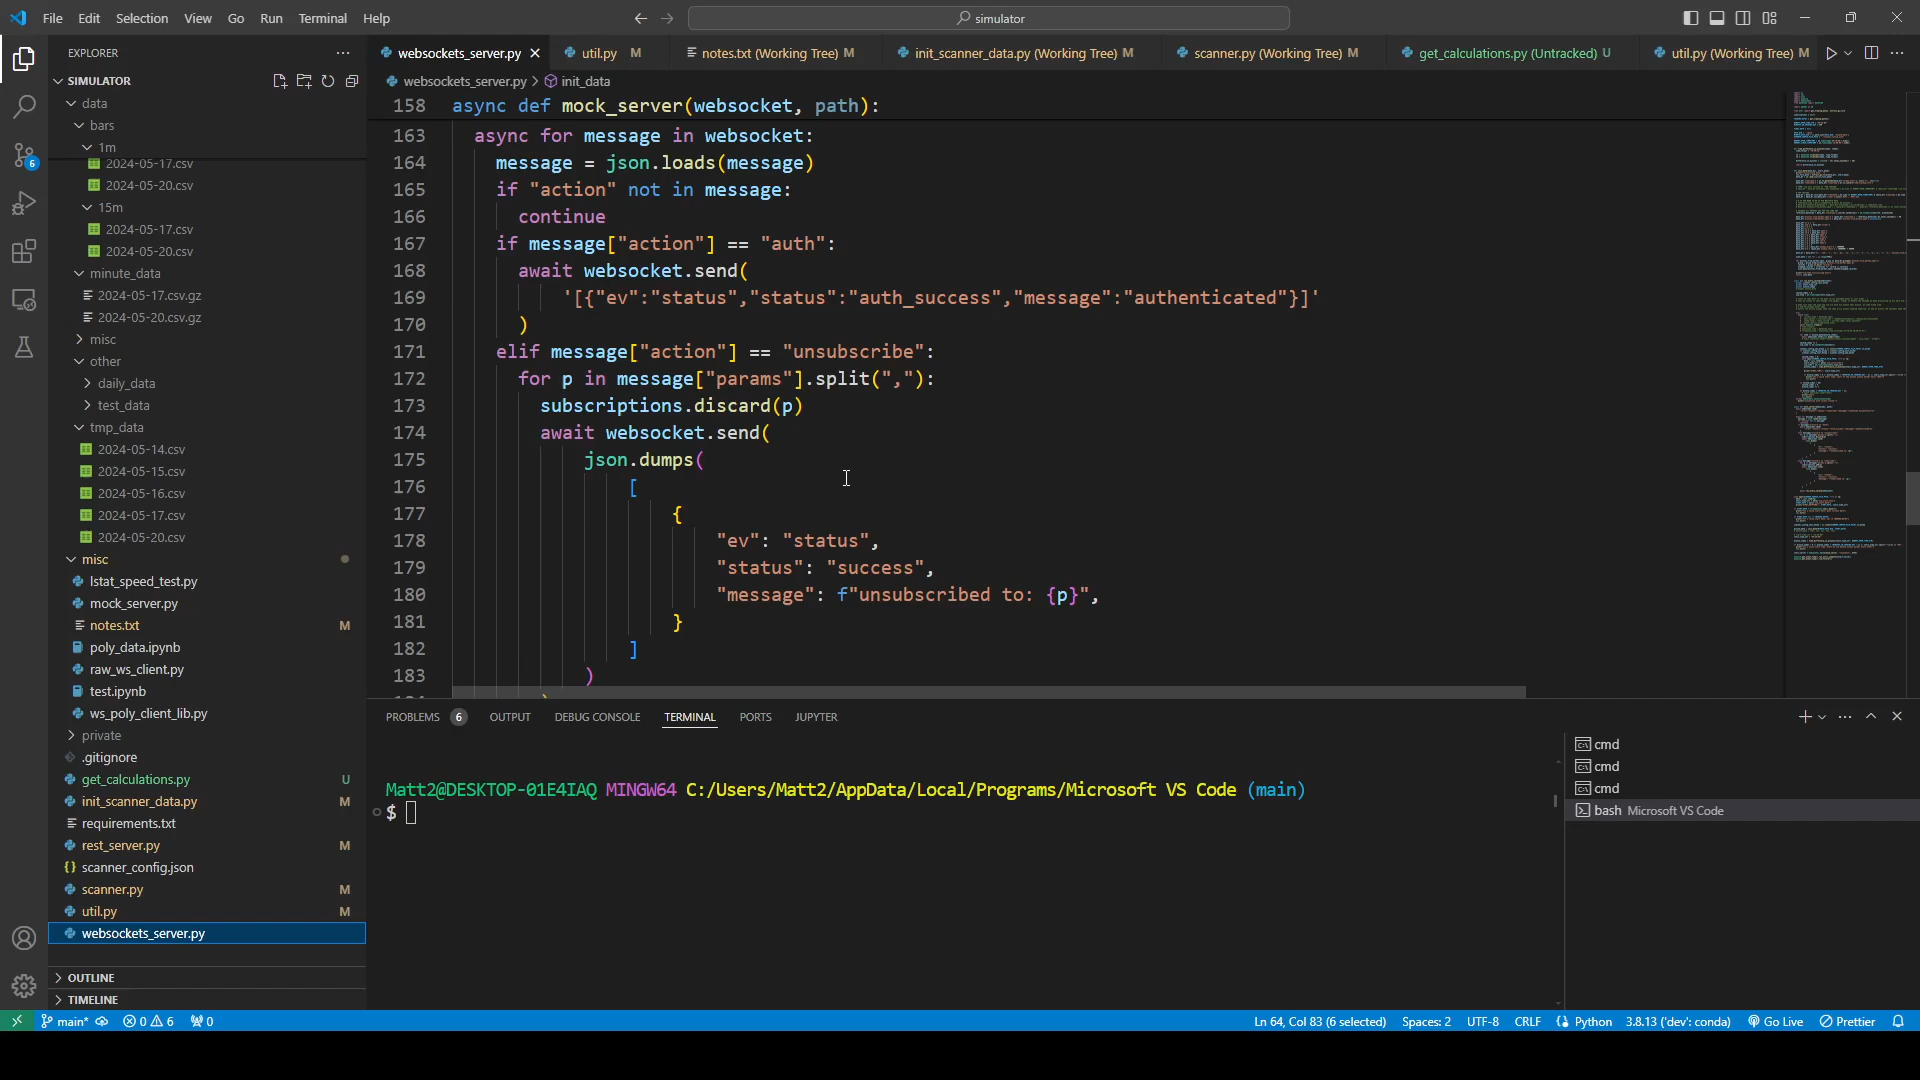 File Edit Selection View Go Run Terminal Help
simulator
EXPLORER
SIMULATOR
data
bars
1m
2024-05-17.csv
2024-05-20.csv
15m
2024-05-17.csv
2024-05-20.csv
minute_data
2024-05-17.csv.gz
2024-05-20.csv.gz
misc
other
daily_data
test_data
tmp_data
2024-05-14.csv
2024-05-15.csv
2024-05-16.csv
2024-05-17.csv
2024-05-20.csv
misc
lstat_speed_test.py
mock_server.py
notes.txt M
poly_data.ipynb
raw_ws_client.py
test.ipynb
ws_poly_client_lib.py
private
.gitignore
get_calculations.py U
init_scanner_data.py M
requirements.txt
rest_server.py M
scanner_config.json
scanner.py M
util.py M
websockets_server.py
OUTLINE
TIMELINE
6
websockets_server.py util.py M notes.txt (Working Tree) M init_scanner_data.py (Working Tree) M scanner.py (Working Tree) M get_calculations.py (Untracked) U util.py (Working Tree) M
websockets_server.py > init_data
158 async def mock_server(websocket, path):
163 async for message in websocket:
164 message = json.loads(message)
165 if "action" not in message:
166 continue
167 if message["action"] == "auth":
168 await websocket.send(
169 '[{"ev":"status","status":"auth_success","message":"authenticated"}]'
170 )
171 elif message["action"] == "unsubscribe":
172 for p in message["params"].split(","):
173 subscriptions.discard(p)
174 await websocket.send(
175 json.dumps(
176 [
177 {
178 "ev": "status",
179 "status": "success",
180 "message": f"unsubscribed to: {p}",
181 }
182 ]
183 )
PROBLEMS 6 OUTPUT DEBUG CONSOLE TERMINAL PORTS JUPYTER
Matt2@DESKTOP-01E4IAQ MINGW64 C:/Users/Matt2/AppData/Local/Programs/Microsoft VS Code (main)
$
cmd
cmd
cmd
bash Microsoft VS Code
main* 0 6 0 Ln 64, Col 83 (6 selected) Spaces: 2 UTF-8 CRLF Python 3.8.13 ('dev': conda) Go Live Prettier